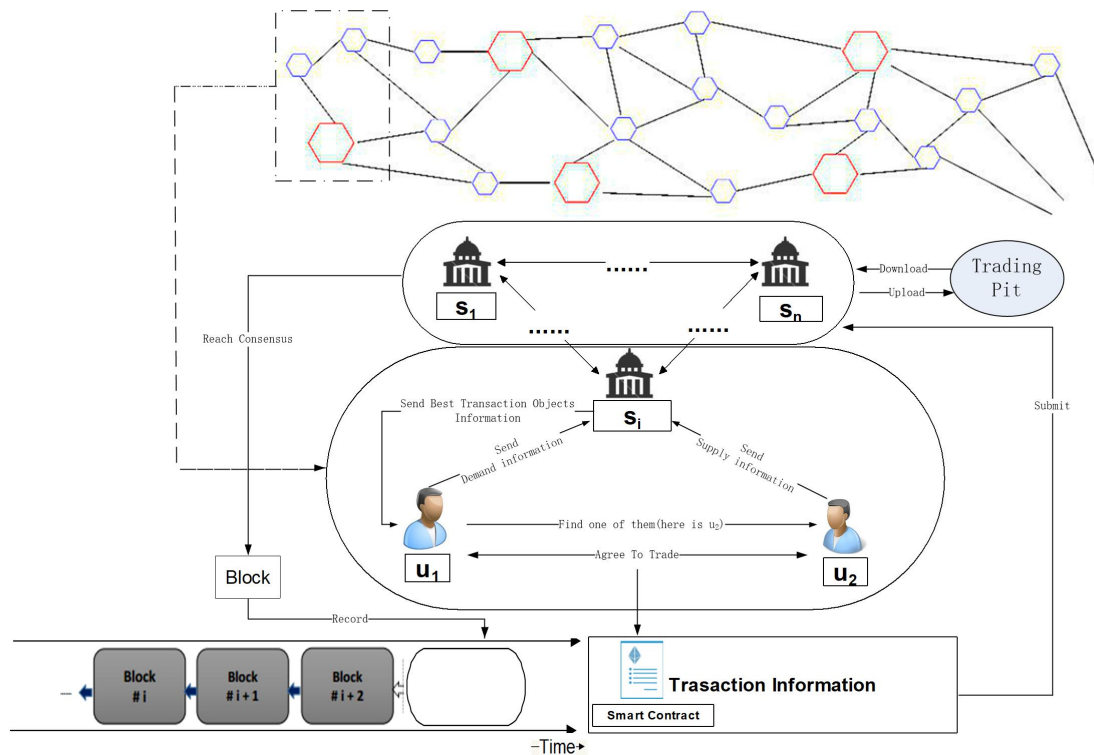 ......
Download
Trading
Pit
Upload
s₁
sₙ
......
......
Reach Consensus
Submit
Send Best Transaction Objects
Information
sᵢ
Send
Demand information
Send
Supply information
Find one of them(here is u₂)
Agree To Trade
u₁
u₂
Block
Record
Block
# i
Block
# i + 1
Block
# i + 2
Trasaction Information
Smart Contract
Time